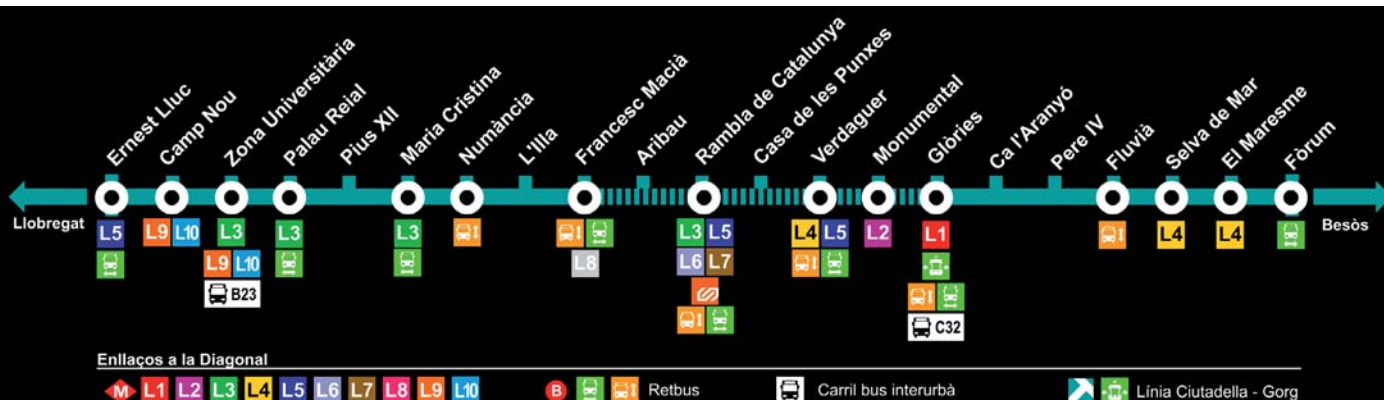 Ernest Lluc
Camp Nou
Zona Universitària
Palau Reial
Pius XII
Maria Cristina
Numància
L'Illa
Francesc Macià
Aribau
Rambla de Catalunya
Casa de les Punxes
Verdaguer
Monumental
Glòries
Ca l'Aranyó
Pere IV
Fluvià
Selva de Mar
El Maresme
Fòrum
Llobregat
Besòs
L5 L9 L10 L3 L3 L3 L3 L5 L4 L5 L2 L1 L4 L4
L9 L10 L8 L6 L7
B23
C32
Enllaços a la Diagonal
M L1 L2 L3 L4 L5 L6 L7 L8 L9 L10 B Retbus Carril bus interurbà Línia Ciutadella - Gorg